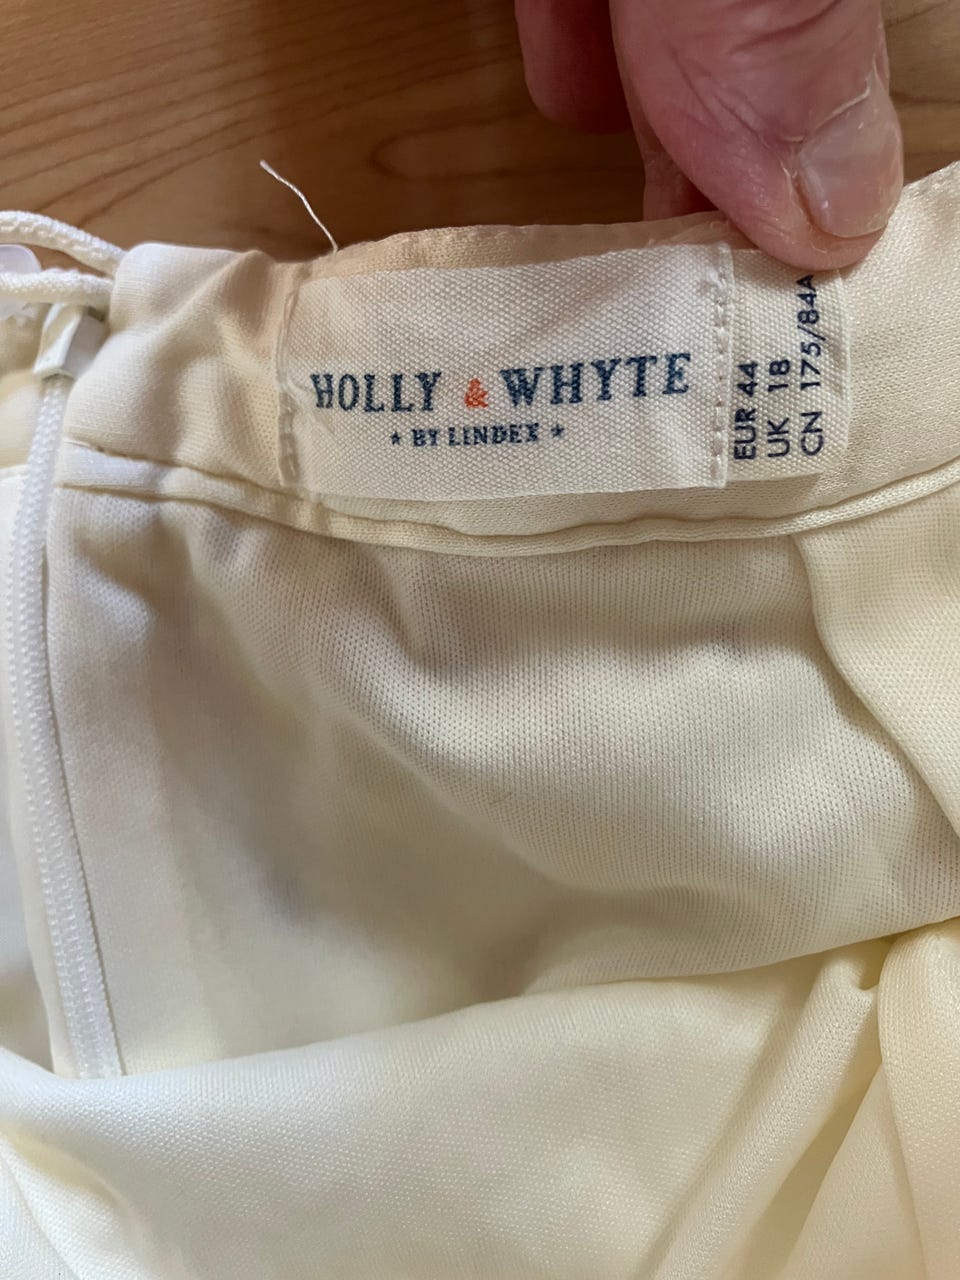 HOLLY & WHYTE
★ BY LINDEX ★
EUR 44
UK 18
CN 175/84A